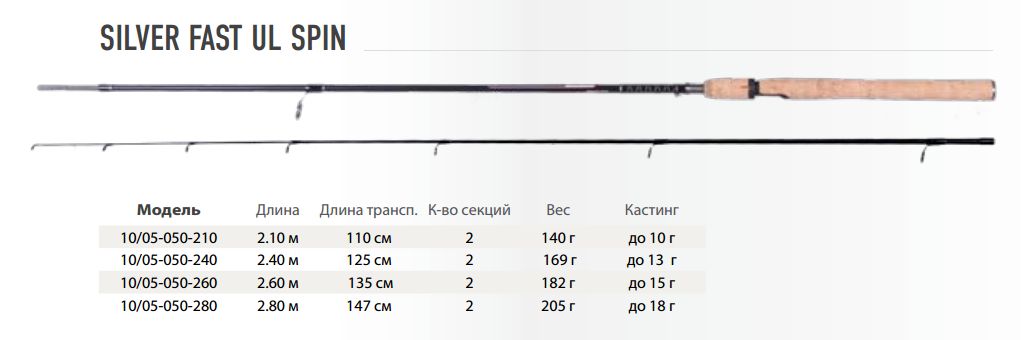 SILVER FAST UL SPIN
Модель Длина Длина трансп. К-во секций Вес Кастинг
10/05-050-210 2.10 м 110 см 2 140 г до 10 г
10/05-050-240 2.40 м 125 см 2 169 г до 13 г
10/05-050-260 2.60 м 135 см 2 182 г до 15 г
10/05-050-280 2.80 м 147 см 2 205 г до 18 г